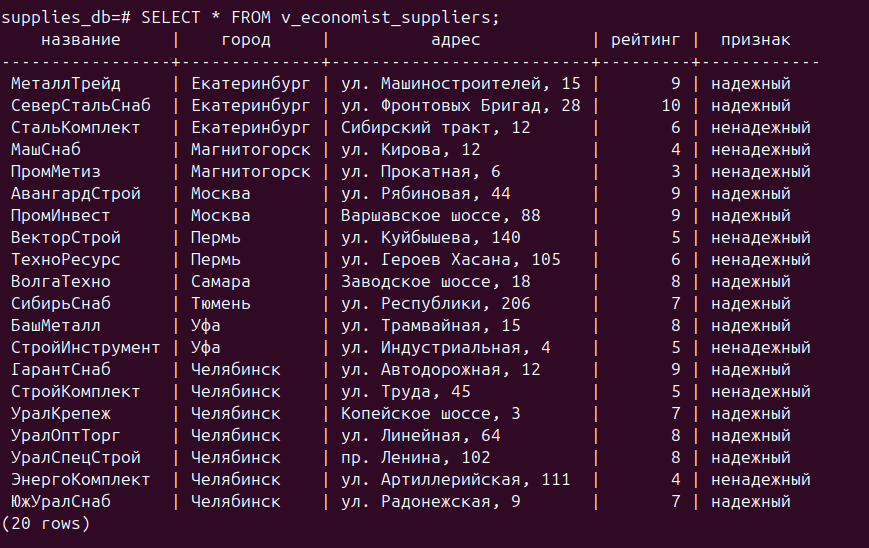 supplies_db=# SELECT * FROM v_economist_suppliers;
    название     |    город     |          адрес           | рейтинг |  признак
-----------------+--------------+--------------------------+---------+------------
 МеталлТрейд     | Екатеринбург | ул. Машиностроителей, 15 |       9 | надежный
 СеверСтальСнаб  | Екатеринбург | ул. Фронтовых Бригад, 28 |      10 | надежный
 СтальКомплект   | Екатеринбург | Сибирский тракт, 12      |       6 | ненадежный
 МашСнаб         | Магнитогорск | ул. Кирова, 12           |       4 | ненадежный
 ПромМетиз       | Магнитогорск | ул. Прокатная, 6         |       3 | ненадежный
 АвангардСтрой   | Москва       | ул. Рябиновая, 44        |       9 | надежный
 ПромИнвест      | Москва       | Варшавское шоссе, 88     |       9 | надежный
 ВекторСтрой     | Пермь        | ул. Куйбышева, 140       |       5 | ненадежный
 ТехноРесурс     | Пермь        | ул. Героев Хасана, 105   |       6 | ненадежный
 ВолгаТехно      | Самара       | Заводское шоссе, 18      |       8 | надежный
 СибирьСнаб      | Тюмень       | ул. Республики, 206      |       7 | надежный
 БашМеталл       | Уфа          | ул. Трамвайная, 15       |       8 | надежный
 СтройИнструмент | Уфа          | ул. Индустриальная, 4    |       5 | ненадежный
 ГарантСнаб      | Челябинск    | ул. Автодорожная, 12     |       9 | надежный
 СтройКомплект   | Челябинск    | ул. Труда, 45            |       5 | ненадежный
 УралКрепеж      | Челябинск    | Копейское шоссе, 3       |       7 | надежный
 УралОптТорг     | Челябинск    | ул. Линейная, 64         |       8 | надежный
 УралСпецСтрой   | Челябинск    | пр. Ленина, 102          |       8 | надежный
 ЭнергоКомплект  | Челябинск    | ул. Артиллерийская, 111  |       4 | ненадежный
 ЮжУралСнаб      | Челябинск    | ул. Радонежская, 9       |       7 | надежный
(20 rows)